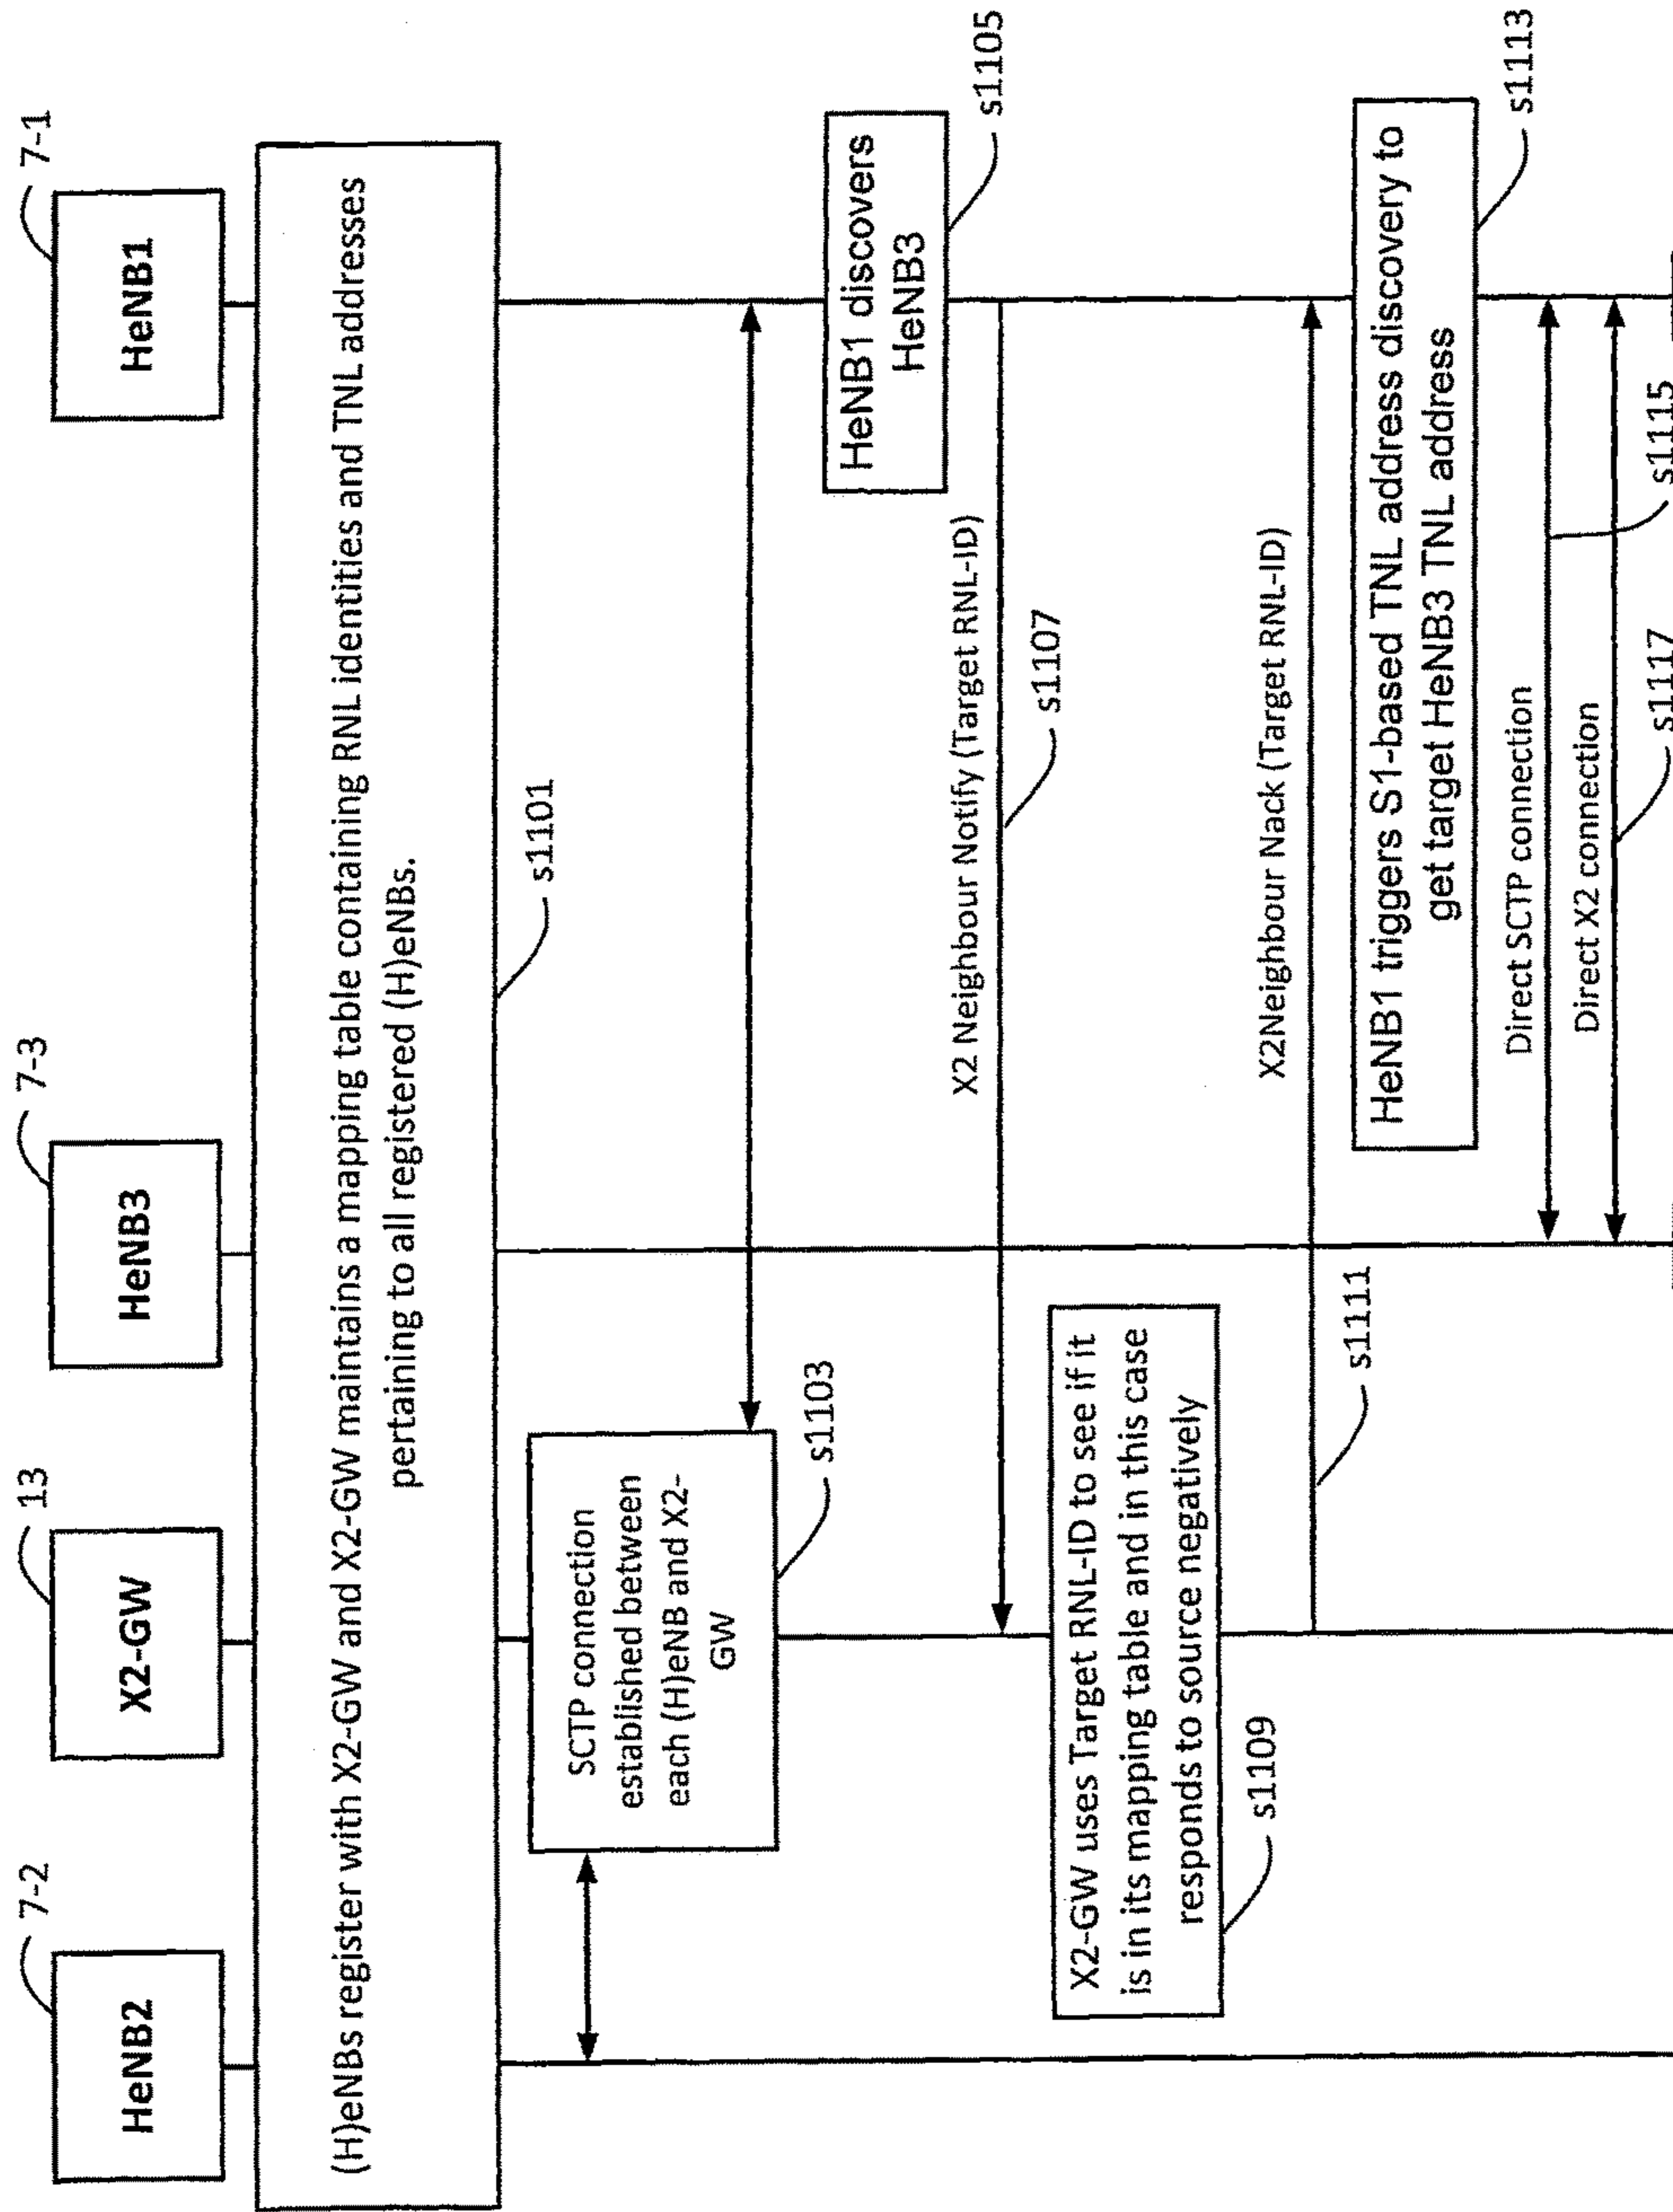 7-2
13
7-3
7-1
HeNB2
X2-GW
HeNB3
HeNB1
(H)eNBs register with X2-GW and X2-GW maintains a mapping table containing RNL identities and TNL addresses
pertaining to all registered (H)eNBs.
s1101
SCTP connection
established between
each (H)eNB and X2-
GW
s1103
HeNB1 discovers
HeNB3
s1105
X2 Neighbour Notify (Target RNL-ID)
s1107
X2-GW uses Target RNL-ID to see if it
is in its mapping table and in this case
responds to source negatively
s1109
X2Neighbour Nack (Target RNL-ID)
s1111
HeNB1 triggers S1-based TNL address discovery to
get target HeNB3 TNL address
s1113
Direct SCTP connection
s1115
Direct X2 connection
s1117